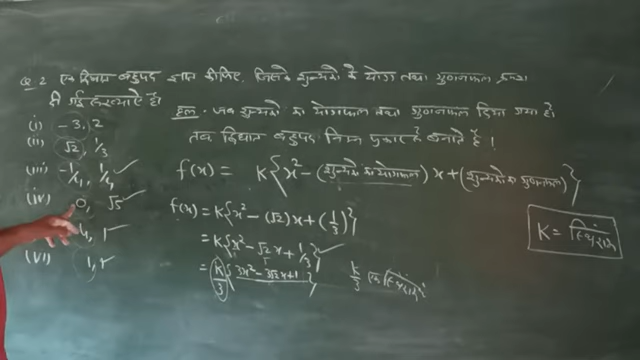 Q.2 एक द्विघात बहुपद ज्ञात कीजिए, जिसके शून्यकों के योग तथा गुणनफल क्रमशः
दी गई संख्याएँ हैं।
हल - जब शून्यकों का योगफल तथा गुणनफल दिया गया हो
तब द्विघात बहुपद निम्न प्रकार से बनाते हैं।
(i) -3, 2
(ii) √2, 1/3
(iii) 1/4
(iv) 0, √5 ✓
4, 1 ✓
(vi) 1, 1
f(x) = K{x² - (शून्यकों का योगफल)x + (शून्यकों का गुणनफल)}
f(x) = K{x² - (√2)x + (1/3)}
= K{x² - √2x + 1/3} ✓
= K/3{3x² - 3√2x + 1} K/3 एक स्थिरांक
K = स्थिरांक